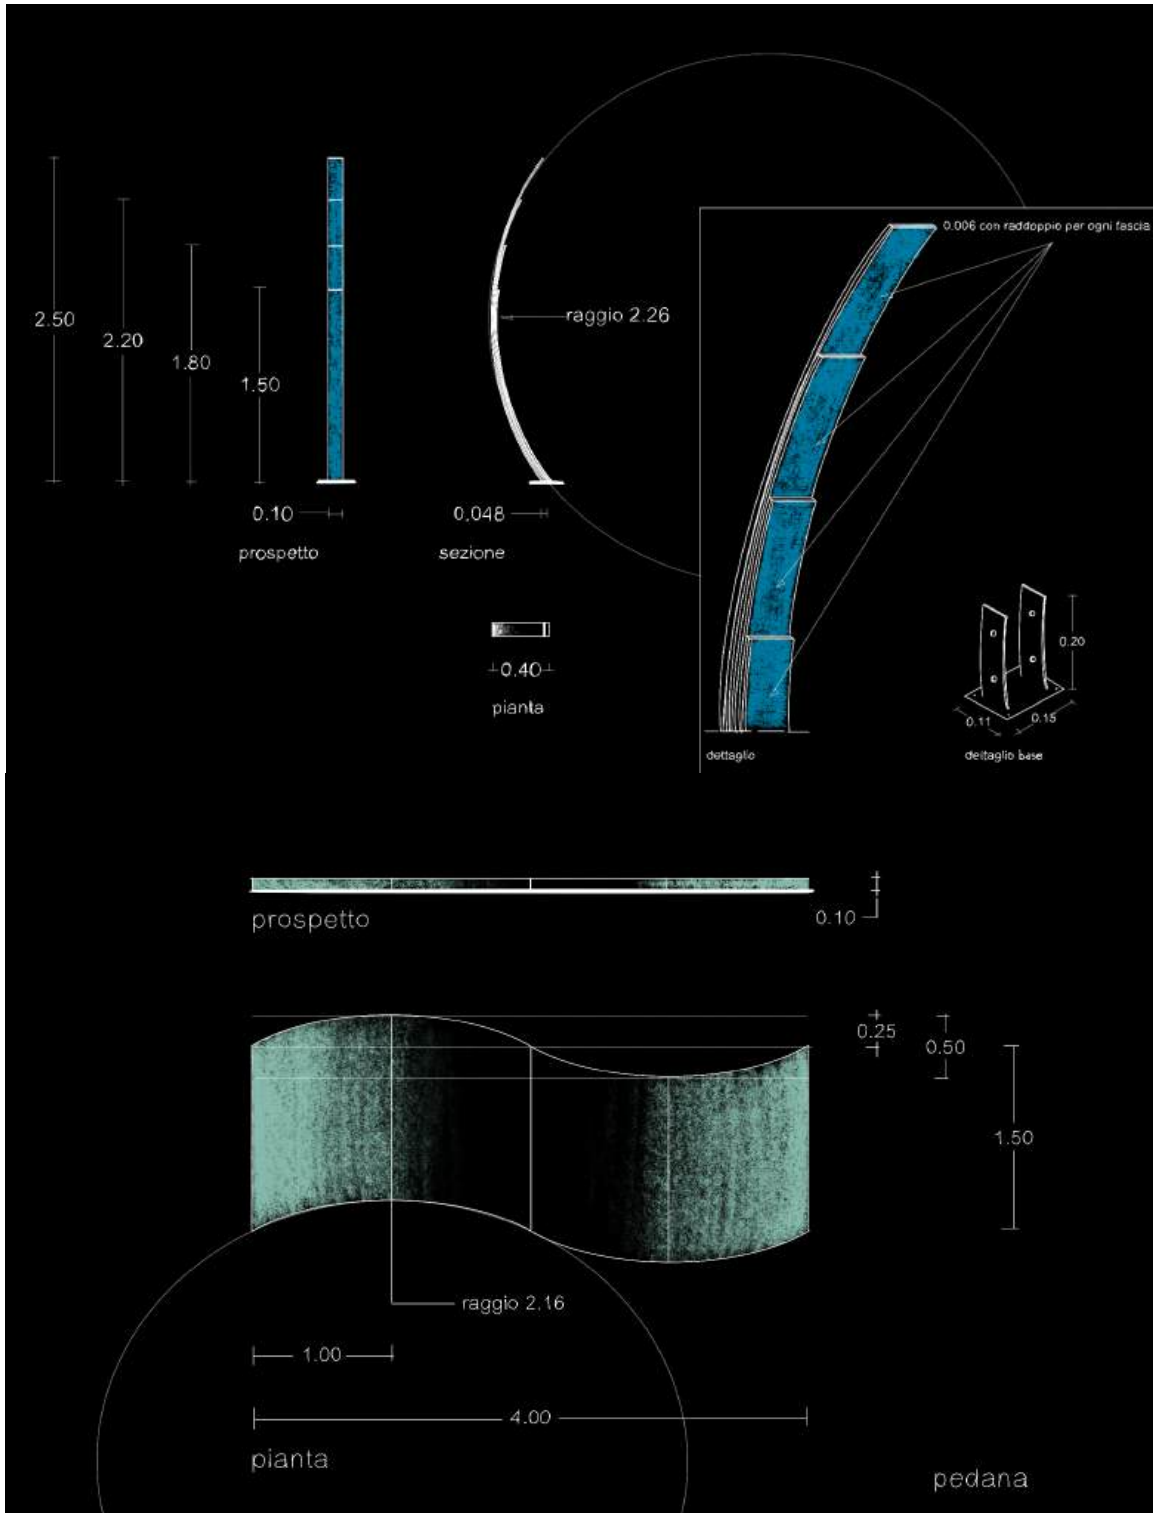 0.006 con raddoppio per ogni fascia
2.50
2.20
1.80
1.50
raggio 2.26
0.10
0.048
prospetto
sezione
0.40
pianta
0.20
0.11
0.15
dettaglio
dettaglio base
prospetto
0.10
0.25
0.50
1.50
raggio 2.16
1.00
4.00
pianta
pedana